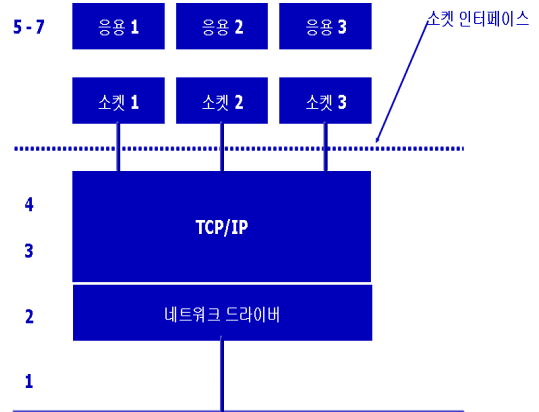 5 - 7
응용 1
응용 2
응용 3
소켓 인터페이스
소켓 1
소켓 2
소켓 3
4
TCP/IP
3
2
네트워크 드라이버
1